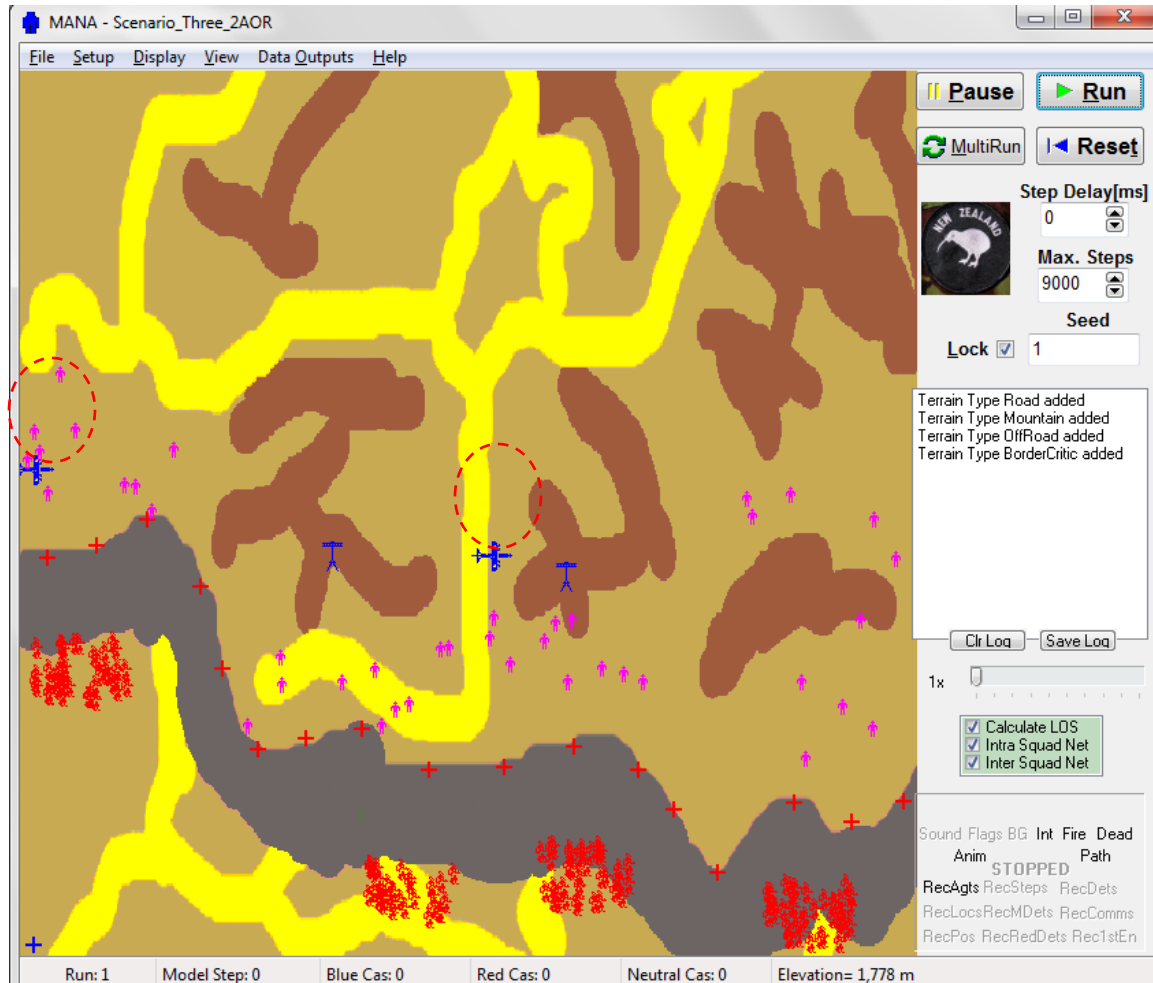 MANA - Scenario_Three_2AOR
File Setup Display View Data Outputs Help
Pause Run
MultiRun Reset
Step Delay[ms]
NEW ZEALAND
0
Max. Steps
9000
Seed
Lock 1
Terrain Type Road added
Terrain Type Mountain added
Terrain Type OffRoad added
Terrain Type BorderCritic added
Clr Log Save Log
1x
Calculate LOS
Intra Squad Net
Inter Squad Net
Sound Flags BG Int Fire Dead
Anim Path
STOPPED
RecAgts RecSteps RecDets
RecLocs RecMDets RecComms
RecPos RecRedDets Rec1stEn
Run: 1 Model Step: 0 Blue Cas: 0 Red Cas: 0 Neutral Cas: 0 Elevation= 1,778 m